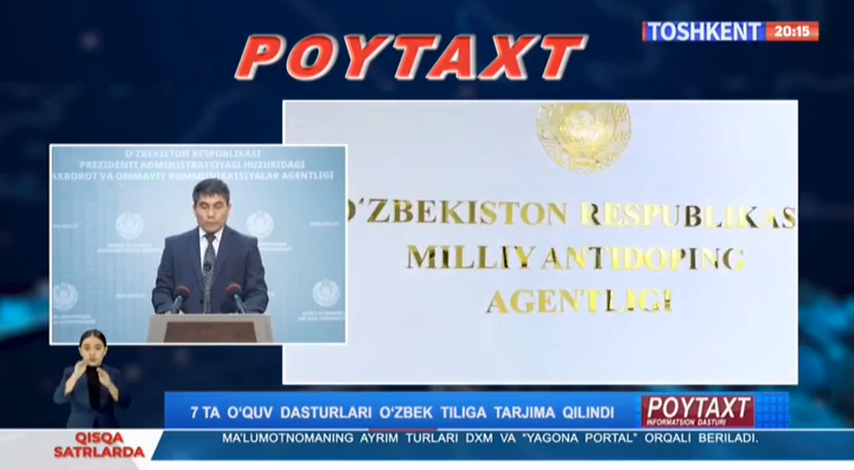 POYTAXT
TOSHKENT 20:15
O‘ZBEKISTON RESPUBLIKASI
PREZIDENTI ADMINISTRATSIYASI HUZURIDAGI
AXBOROT VA OMMAVIY KOMMUNIKATSIYALAR AGENTLIGI
O‘ZBEKISTON RESPUBLIKAS
MILLIY ANTIDOPING
AGENTLIGI
7 TA O‘QUV DASTURLARI O‘ZBEK TILIGA TARJIMA QILINDI
POYTAXT
INFORMATSION DASTURI
QISQA
SATRLARDA
MA’LUMOTNOMANING AYRIM TURLARI DXM VA “YAGONA PORTAL” ORQALI BERILADI.